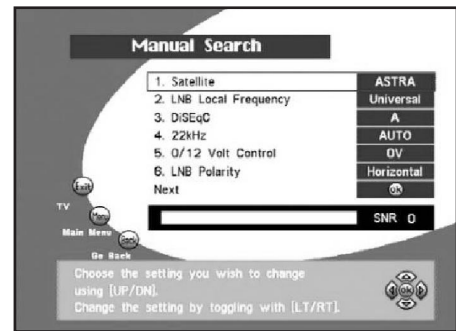 Manual Search
1. Satellite ASTRA
2. LNB Local Frequency Universal
3. DiSEqC A
4. 22kHz AUTO
5. 0/12 Volt Control 0V
6. LNB Polarity Horizontal
Next ok
SNR 0
Exit
TV
Menu
Main Menu
Back
Go Back
Choose the setting you wish to change
using [UP/DN].
Change the setting by toggling with [LT/RT].
ok